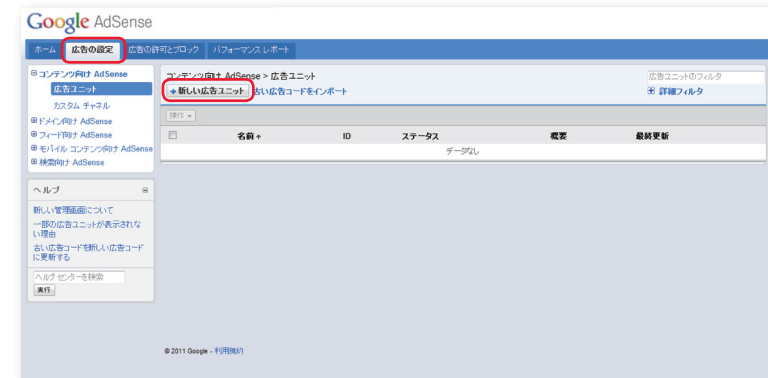 Google AdSense
ホーム 広告の設定 広告の許可とブロック パフォーマンス レポート
コンテンツ向け AdSense
広告ユニット
カスタム チャネル
ドメイン向け AdSense
フィード向け AdSense
モバイル コンテンツ向け AdSense
検索向け AdSense
ヘルプ
新しい管理画面について
一部の広告ユニットが表示されな
い理由
古い広告コードを新しい広告コード
に更新する
ヘルプ センターを検索
実行
コンテンツ向け AdSense > 広告ユニット
広告ユニットのフィルタ
+新しい広告ユニット 古い広告コードをインポート
詳細フィルタ
操作
名前 ID ステータス 概要 最終更新
データなし
© 2011 Google - 利用規約